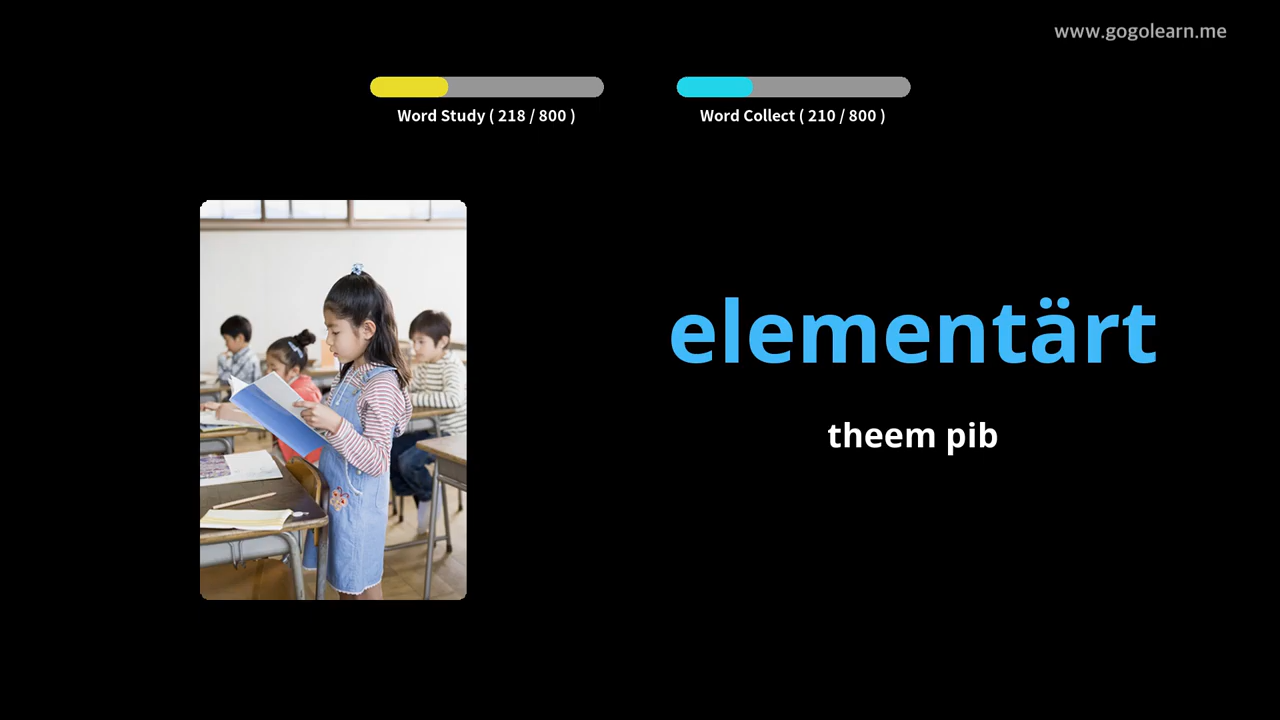 www.gogolearn.me
Word Study ( 218 / 800 )
Word Collect ( 210 / 800 )
elementärt
theem pib